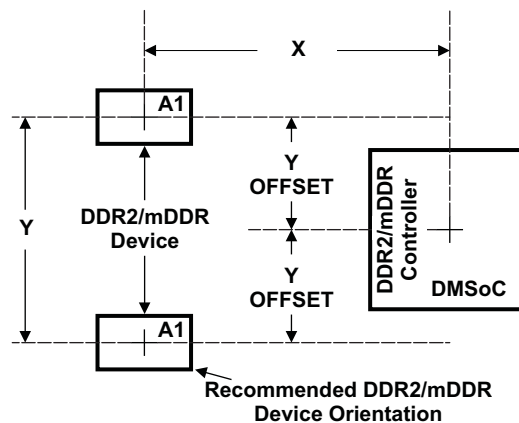 X
A1
Y
OFFSET
Y
DDR2/mDDR
Device
DDR2/mDDR
Controller
DMSoC
Y
OFFSET
A1
Recommended DDR2/mDDR
Device Orientation